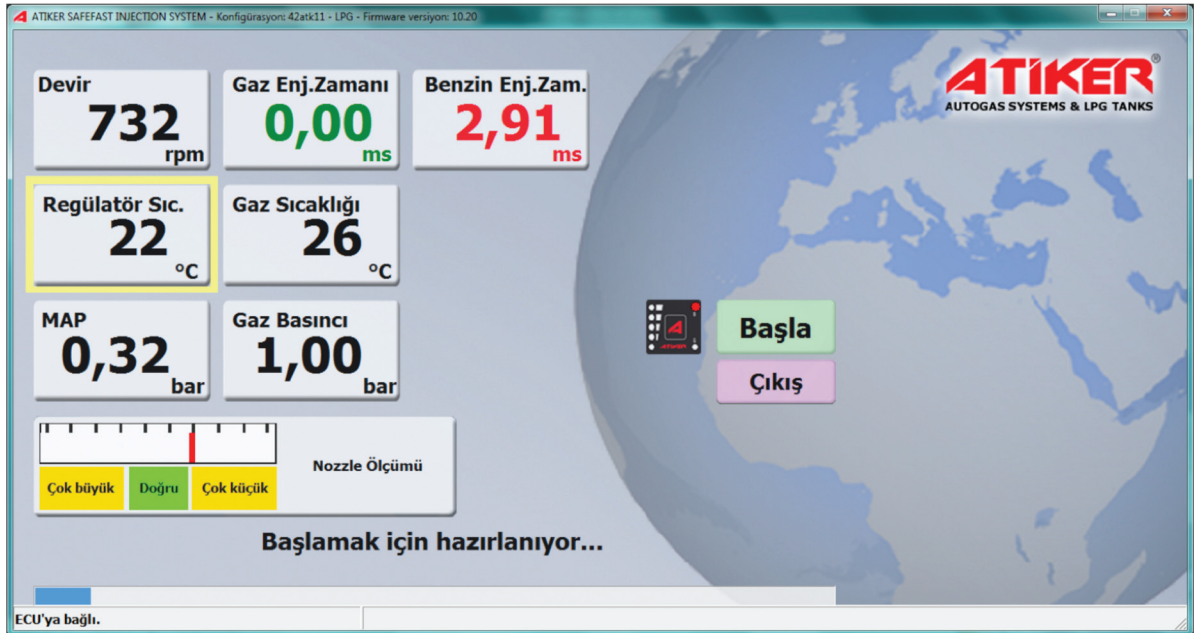 ATIKER SAFEFAST INJECTION SYSTEM - Konfigürasyon: 42atk11 - LPG - Firmware versiyon: 10.20
ATİKER®
AUTOGAS SYSTEMS & LPG TANKS
Devir
732
rpm
Gaz Enj.Zamanı
0,00
ms
Benzin Enj.Zam.
2,91
ms
Regülatör Sıc.
22
°C
Gaz Sıcaklığı
26
°C
MAP
0,32
bar
Gaz Basıncı
1,00
bar
Başla
Çıkış
Nozzle Ölçümü
Çok büyük Doğru Çok küçük
Başlamak için hazırlanıyor...
ECU'ya bağlı.